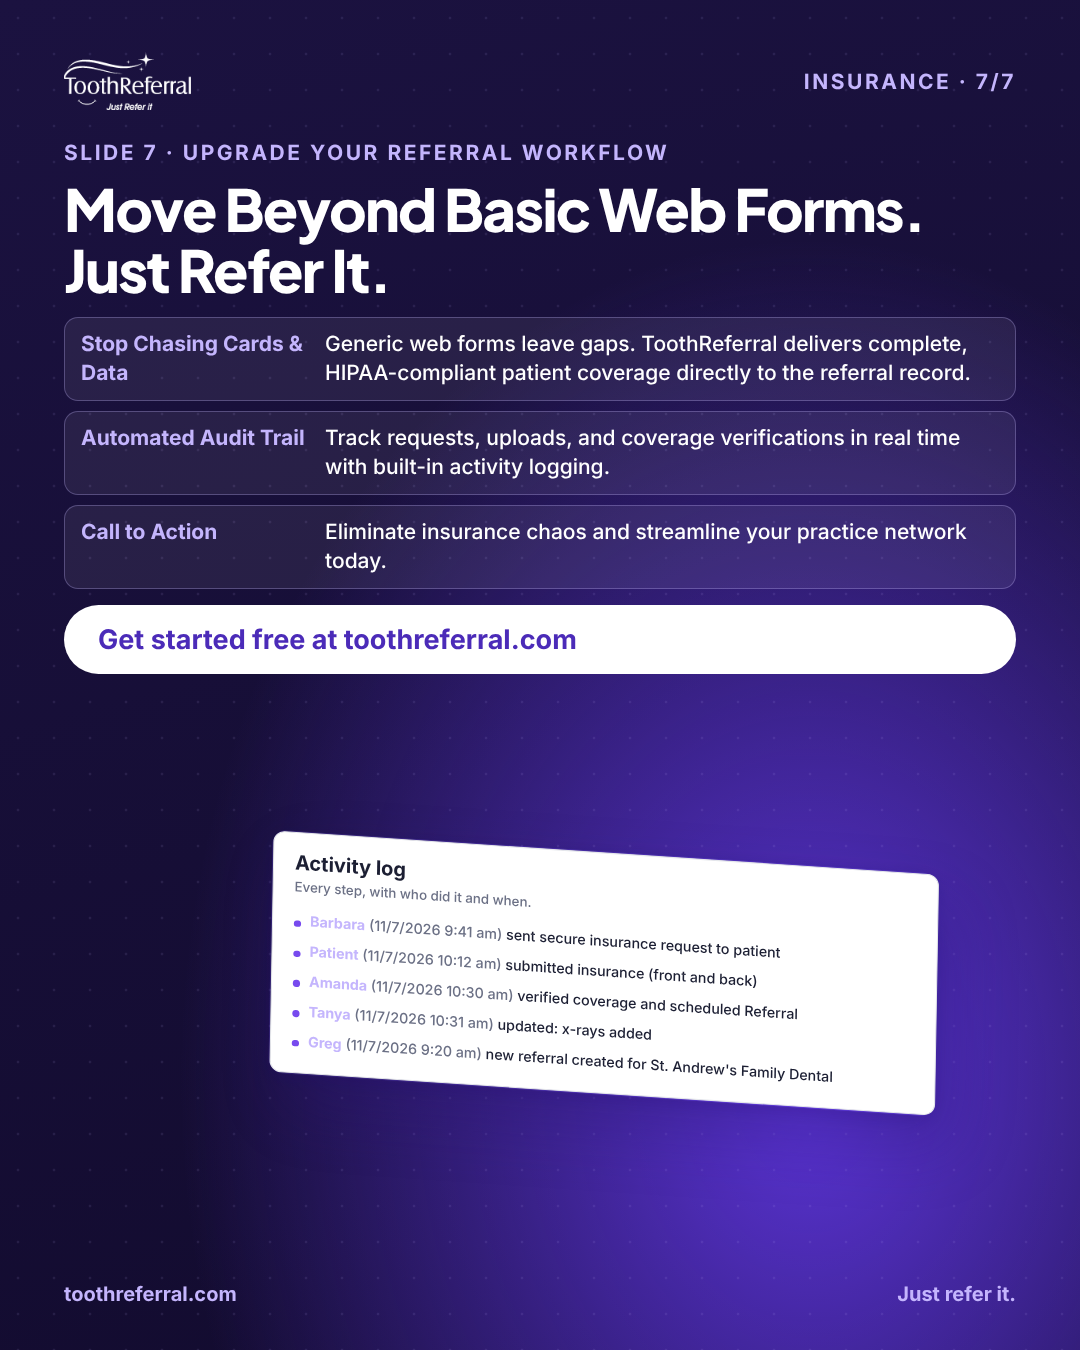 ToothReferral
Just Refer it
INSURANCE · 7/7
SLIDE 7 · UPGRADE YOUR REFERRAL WORKFLOW
Move Beyond Basic Web Forms.
Just Refer It.
Stop Chasing Cards &
Data
Generic web forms leave gaps. ToothReferral delivers complete,
HIPAA-compliant patient coverage directly to the referral record.
Automated Audit Trail
Track requests, uploads, and coverage verifications in real time
with built-in activity logging.
Call to Action
Eliminate insurance chaos and streamline your practice network
today.
Get started free at toothreferral.com
Activity log
Every step, with who did it and when.
Barbara (11/7/2026 9:41 am) sent secure insurance request to patient
Patient (11/7/2026 10:12 am) submitted insurance (front and back)
Amanda (11/7/2026 10:30 am) verified coverage and scheduled Referral
Tanya (11/7/2026 10:31 am) updated: x-rays added
Greg (11/7/2026 9:20 am) new referral created for St. Andrew's Family Dental
toothreferral.com
Just refer it.